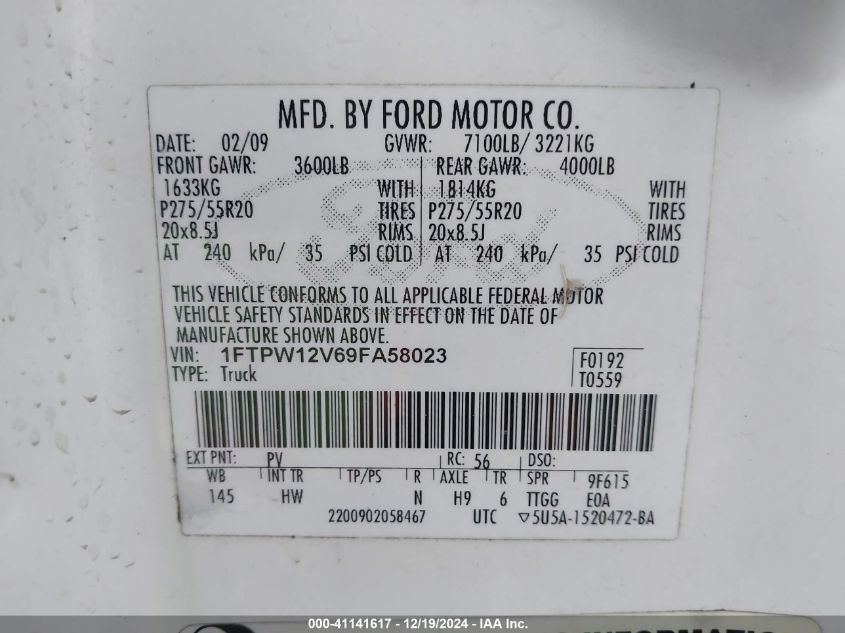 MFD. BY FORD MOTOR CO.
DATE: 02/09 GVWR: 7100LB/ 3221KG
FRONT GAWR: 3600LB REAR GAWR: 4000LB
1633KG WITH 1814KG WITH
P275/55R20 TIRES P275/55R20 TIRES
20x8.5J RIMS 20x8.5J RIMS
AT 240 kPa/ 35 PSI COLD AT 240 kPa/ 35 PSI COLD
THIS VEHICLE CONFORMS TO ALL APPLICABLE FEDERAL MOTOR
VEHICLE SAFETY STANDARDS IN EFFECT ON THE DATE OF
MANUFACTURE SHOWN ABOVE.
VIN: 1FTPW12V69FA58023 F0192
TYPE: Truck T0559
EXT PNT: PV RC: 56 DSO:
WB INT TR TP/PS R AXLE TR SPR 9F615
145 HW N H9 6 TTGG E0A
2200902058467 UTC ▽5U5A-1520472-BA
000-41141617 - 12/19/2024 - IAA Inc.